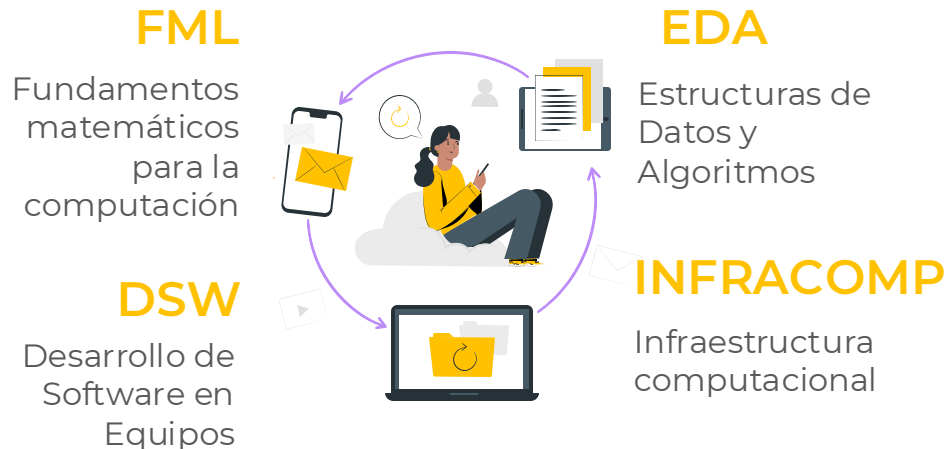 FML
Fundamentos
matemáticos
para la
computación
EDA
Estructuras de
Datos y
Algoritmos
DSW
Desarrollo de
Software en
Equipos
INFRACOMP
Infraestructura
computacional